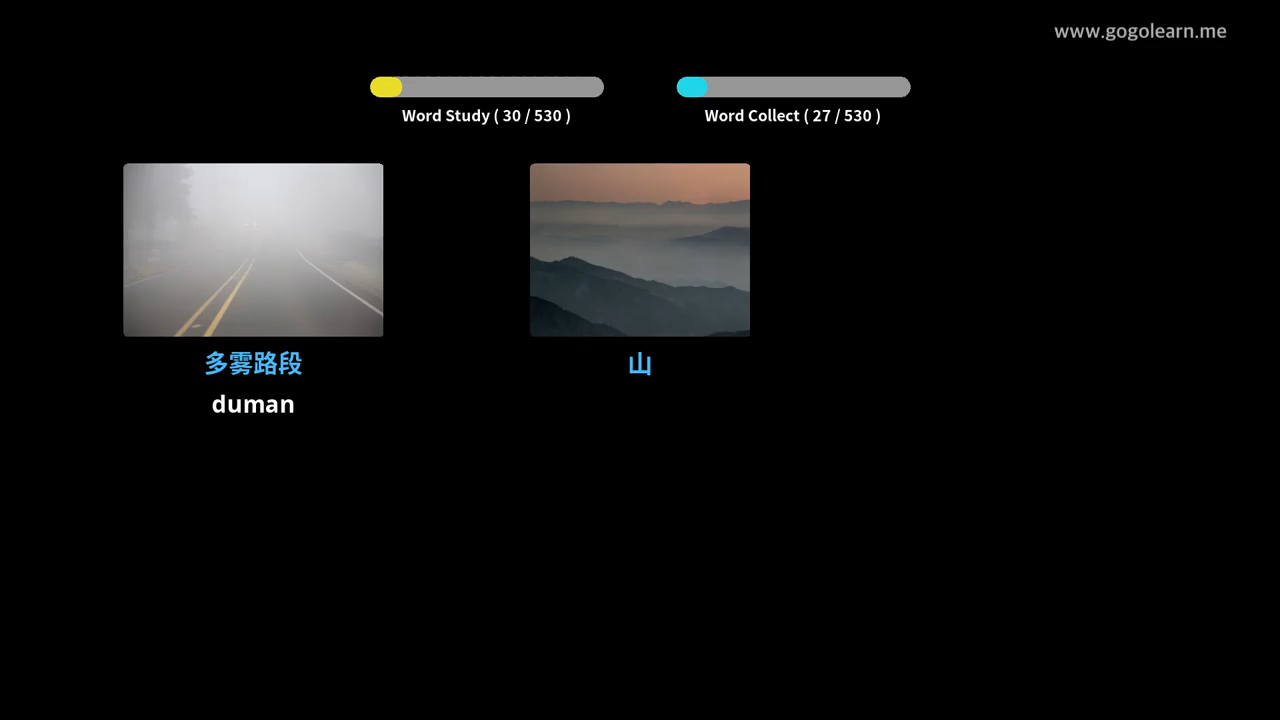 www.gogolearn.me
Word Study ( 30 / 530 )
Word Collect ( 27 / 530 )
多雾路段
山
duman